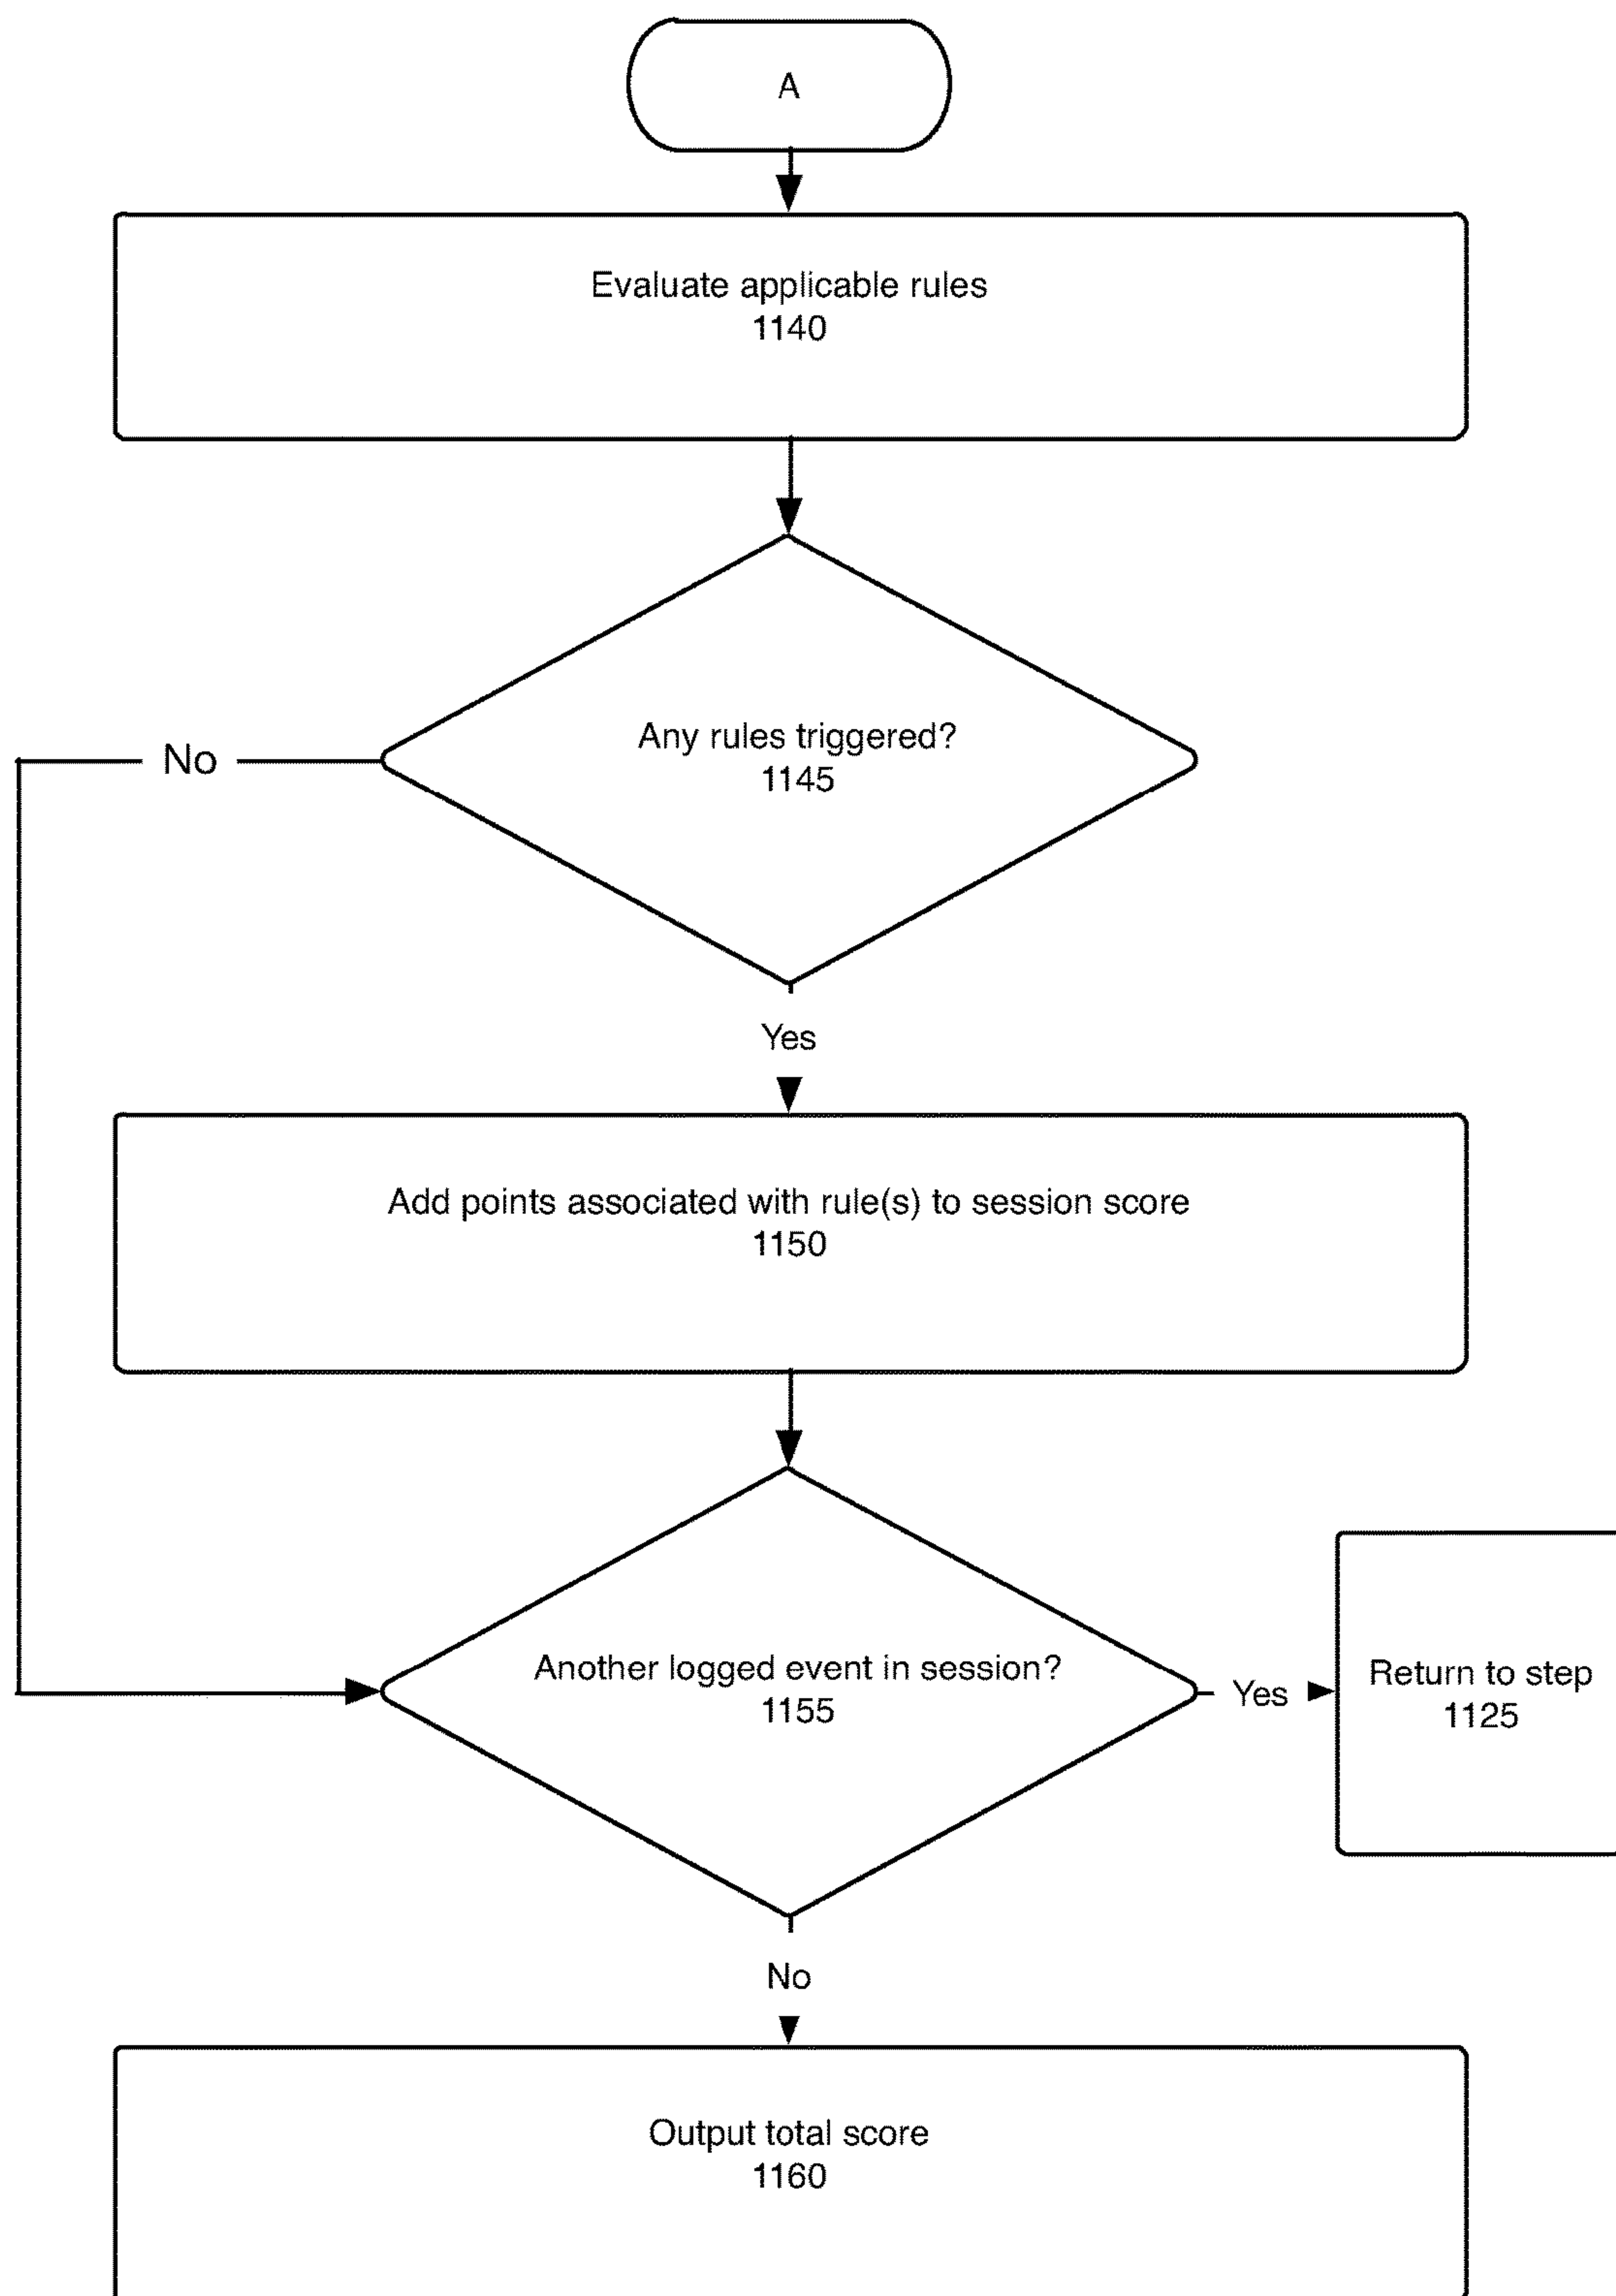 A
Evaluate applicable rules
1140
Any rules triggered?
1145
No
Yes
Add points associated with rule(s) to session score
1150
Another logged event in session?
1155
Yes
Return to step
1125
No
Output total score
1160